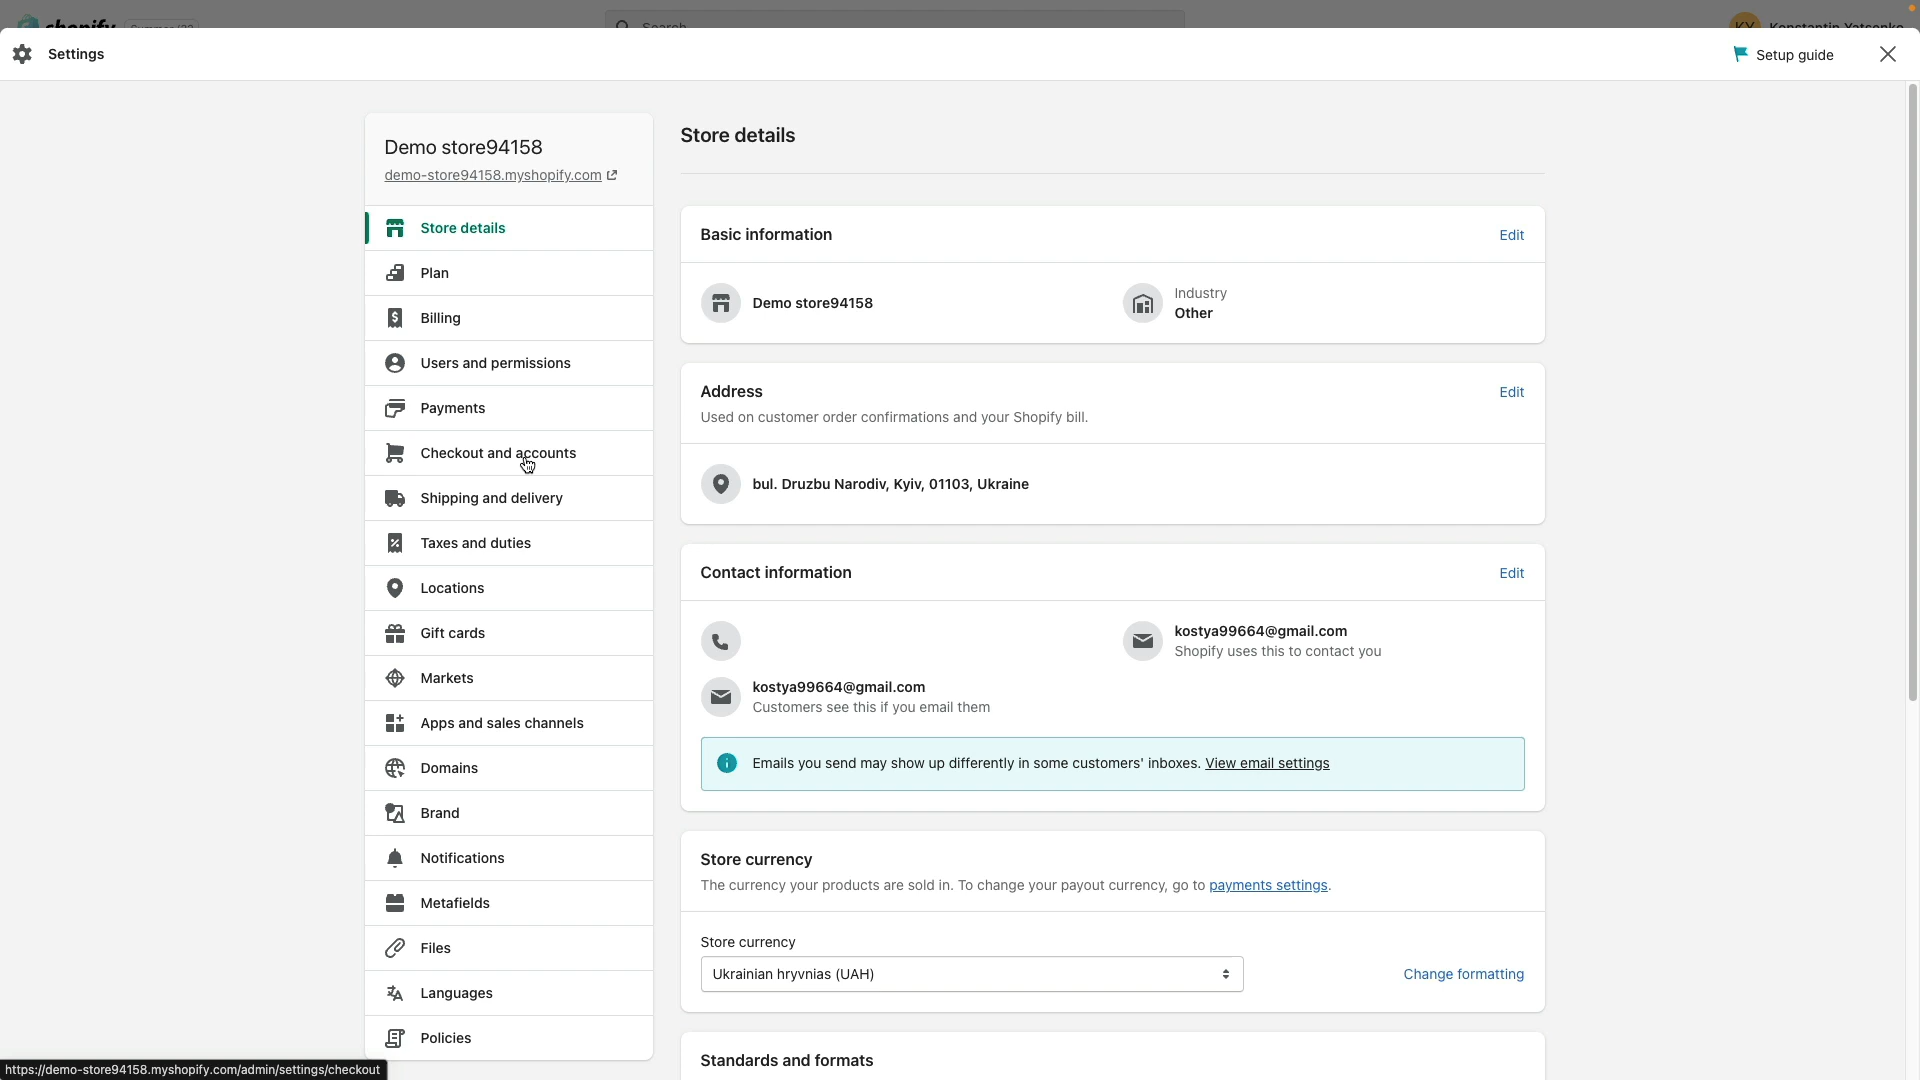 shopify
Search
Konstantin Yatsenko
Settings
Setup guide
Demo store94158
demo-store94158.myshopify.com
Store details
Plan
Billing
Users and permissions
Payments
Checkout and accounts
Shipping and delivery
Taxes and duties
Locations
Gift cards
Markets
Apps and sales channels
Domains
Brand
Notifications
Metafields
Files
Languages
Policies
Store details
Basic information
Edit
Demo store94158
Industry
Other
Address
Edit
Used on customer order confirmations and your Shopify bill.
bul. Druzbu Narodiv, Kyiv, 01103, Ukraine
Contact information
Edit
kostya99664@gmail.com
Shopify uses this to contact you
kostya99664@gmail.com
Customers see this if you email them
Emails you send may show up differently in some customers' inboxes. View email settings
Store currency
The currency your products are sold in. To change your payout currency, go to payments settings.
Store currency
Ukrainian hryvnias (UAH)
Change formatting
Standards and formats
https://demo-store94158.myshopify.com/admin/settings/checkout